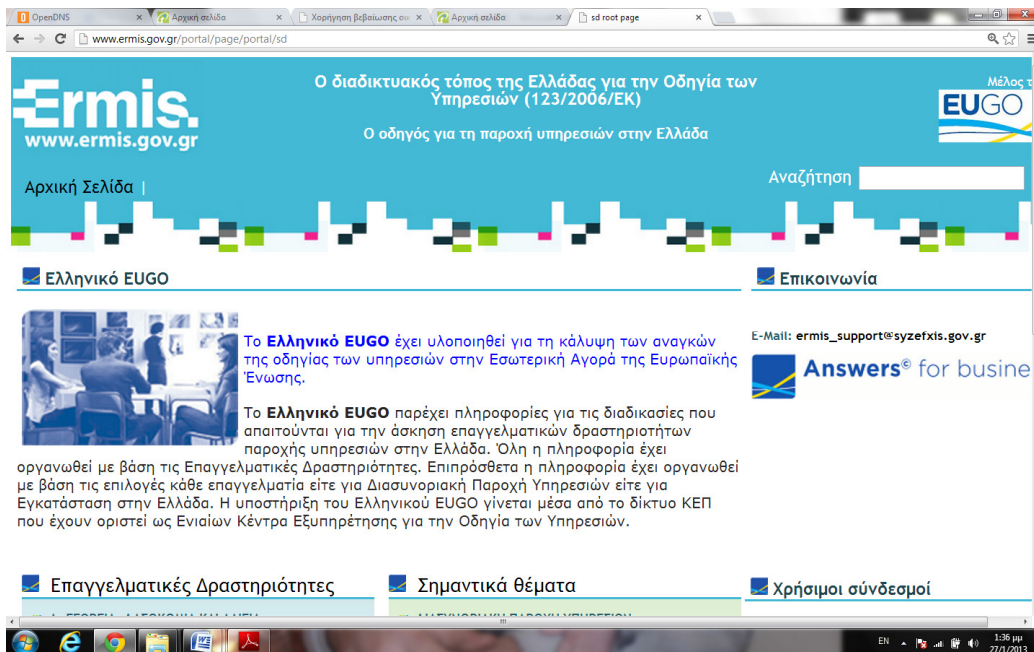 OpenDNS
Αρχική σελίδα
Χορήγηση βεβαίωσης ου
Αρχική σελίδα
sd root page
www.ermis.gov.gr/portal/page/portal/sd
Ermis.
www.ermis.gov.gr
Ο διαδικτυακός τόπος της Ελλάδας για την Οδηγία των
Υπηρεσιών (123/2006/ΕΚ)
Ο οδηγός για τη παροχή υπηρεσιών στην Ελλάδα
Μέλος τ
EUGO
Αρχική Σελίδα |
Αναζήτηση
Ελληνικό EUGO
Το Ελληνικό EUGO έχει υλοποιηθεί για τη κάλυψη των αναγκών
της οδηγίας των υπηρεσιών στην Εσωτερική Αγορά της Ευρωπαϊκής
Ένωσης.
Το Ελληνικό EUGO παρέχει πληροφορίες για τις διαδικασίες που
απαιτούνται για την άσκηση επαγγελματικών δραστηριοτήτων
παροχής υπηρεσιών στην Ελλάδα. Όλη η πληροφορία έχει
οργανωθεί με βάση τις Επαγγελματικές Δραστηριότητες. Επιπρόσθετα η πληροφορία έχει οργανωθεί
με βάση τις επιλογές κάθε επαγγελματία είτε για Διασυνοριακή Παροχή Υπηρεσιών είτε για
Εγκατάσταση στην Ελλάδα. Η υποστήριξη του Ελληνικού EUGO γίνεται μέσα από το δίκτυο ΚΕΠ
που έχουν οριστεί ως Ενιαίων Κέντρα Εξυπηρέτησης για την Οδηγία των Υπηρεσιών.
Επικοινωνία
E-Mail: ermis_support@syzefxis.gov.gr
Answers© for busine
Επαγγελματικές Δραστηριότητες
Σημαντικά θέματα
Χρήσιμοι σύνδεσμοί
EN
1:36 μμ
27/1/2013